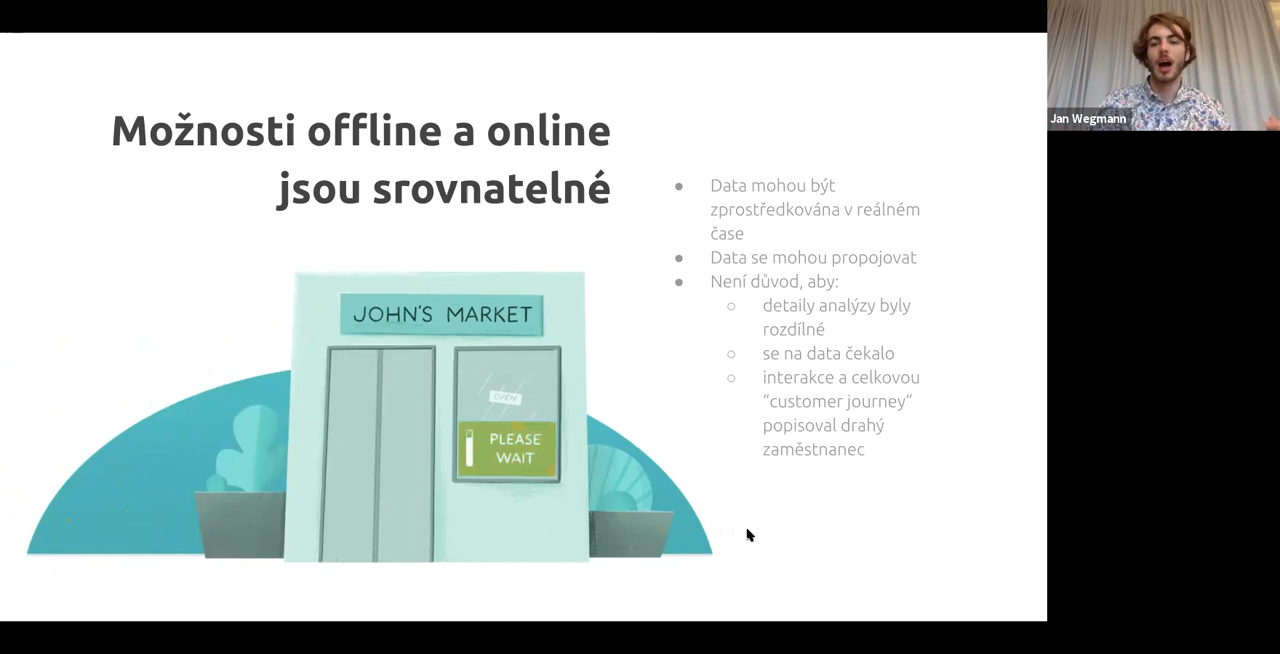 Možnosti offline a online
jsou srovnatelné
JOHN'S MARKET
OPEN
PLEASE
WAIT
● Data mohou být
zprostředkována v reálném
čase
● Data se mohou propojovat
● Není důvod, aby:
○ detaily analýzy byly
rozdílné
○ se na data čekalo
○ interakce a celkovou
“customer journey“
popisoval drahý
zaměstnanec
Jan Wegmann